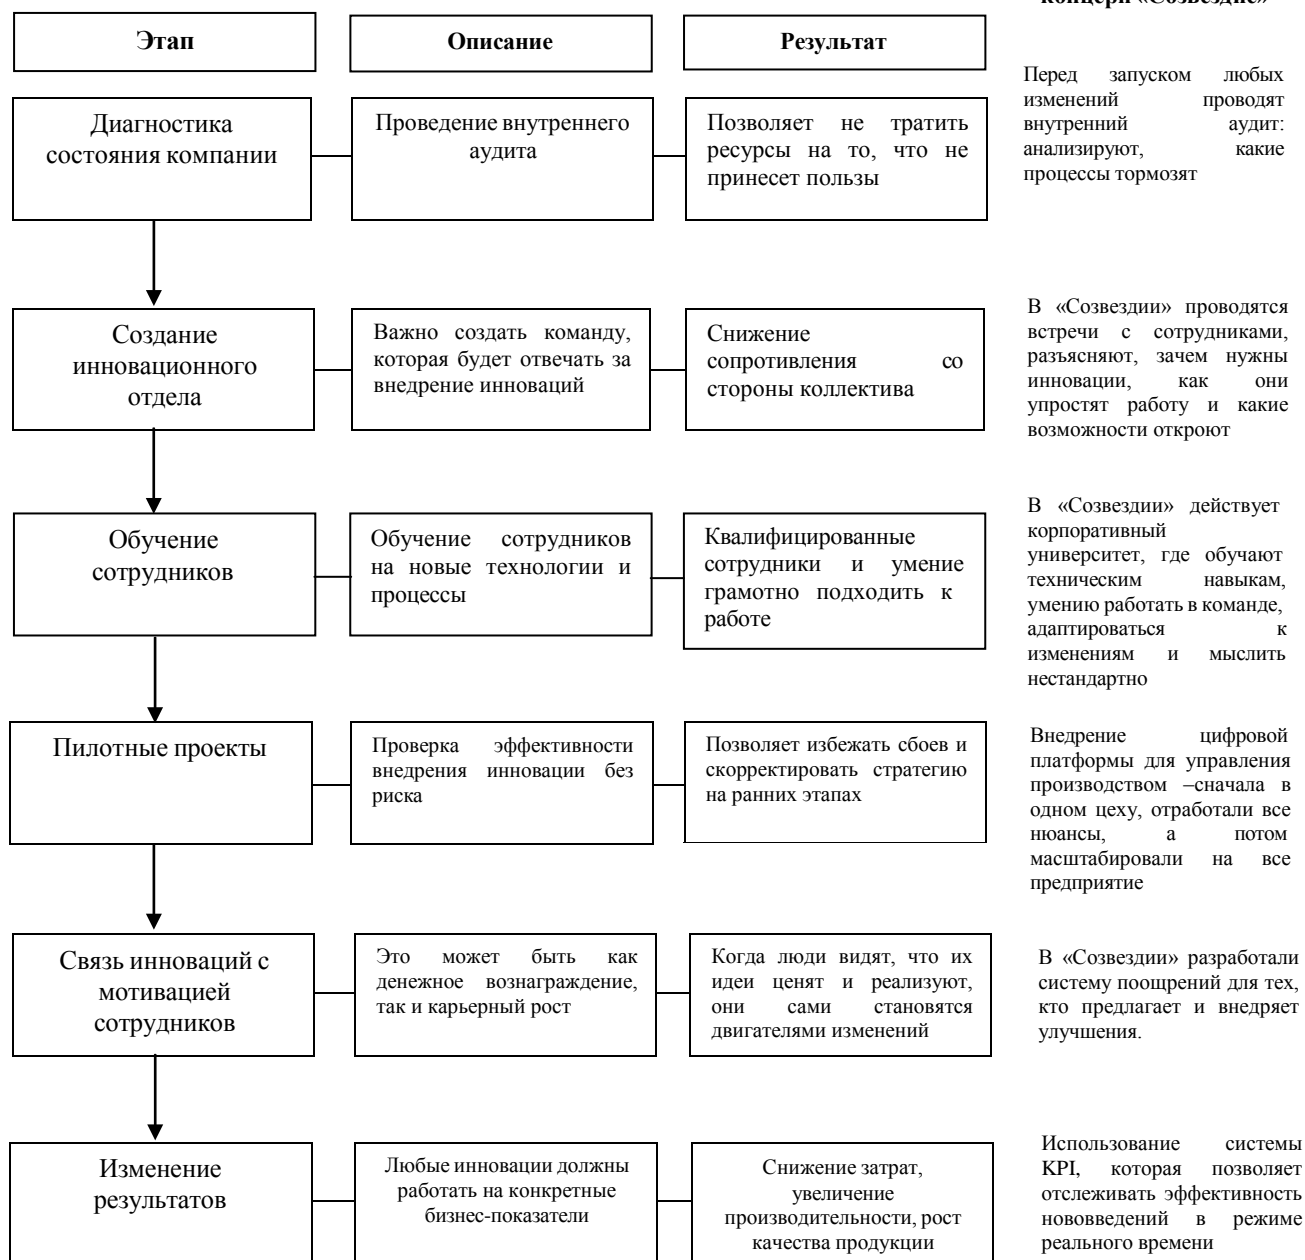 концерн «Созвездие»
Этап
Описание
Результат
Диагностика
состояния компании
Проведение внутреннего
аудита
Позволяет не тратить
ресурсы на то, что не
принесет пользы
Перед запуском любых
изменений проводят
внутренний аудит:
анализируют, какие
процессы тормозят
Создание
инновационного
отдела
Важно создать команду,
которая будет отвечать за
внедрение инноваций
Снижение
сопротивления со
стороны коллектива
В «Созвездии» проводятся
встречи с сотрудниками,
разъясняют, зачем нужны
инновации, как они
упростят работу и какие
возможности откроют
Обучение
сотрудников
Обучение сотрудников
на новые технологии и
процессы
Квалифицированные
сотрудники и умение
грамотно подходить к
работе
В «Созвездии» действует
корпоративный
университет, где обучают
техническим навыкам,
умению работать в команде,
адаптироваться к
изменениям и мыслить
нестандартно
Пилотные проекты
Проверка эффективности
внедрения инновации без
риска
Позволяет избежать сбоев и
скорректировать стратегию
на ранних этапах
Внедрение цифровой
платформы для управления
производством –сначала в
одном цеху, отработали все
нюансы, а потом
масштабировали на все
предприятие
Связь инноваций с
мотивацией
сотрудников
Это может быть как
денежное вознаграждение,
так и карьерный рост
Когда люди видят, что их
идеи ценят и реализуют,
они сами становятся
двигателями изменений
В «Созвездии» разработали
систему поощрений для тех,
кто предлагает и внедряет
улучшения.
Изменение
результатов
Любые инновации должны
работать на конкретные
бизнес-показатели
Снижение затрат,
увеличение
производительности, рост
качества продукции
Использование системы
KPI, которая позволяет
отслеживать эффективность
нововведений в режиме
реального времени